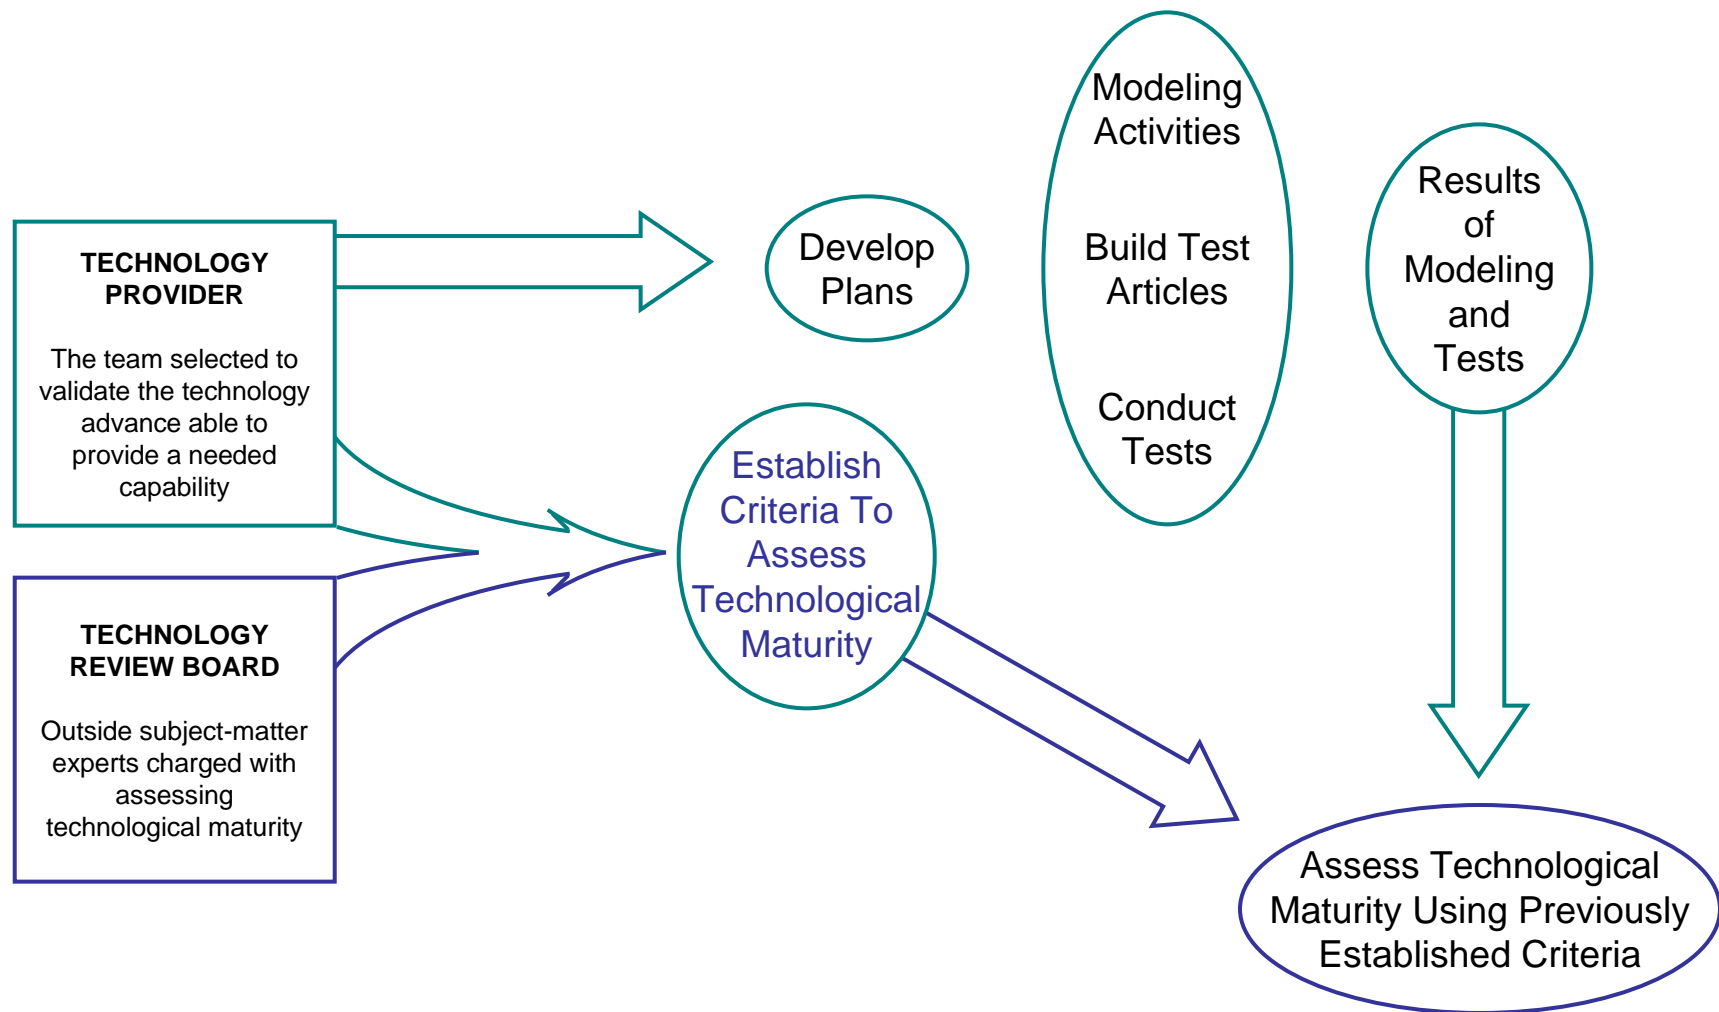 TECHNOLOGY
PROVIDER
The team selected to
validate the technology
advance able to
provide a needed
capability
TECHNOLOGY
REVIEW BOARD
Outside subject-matter
experts charged with
assessing
technological maturity
Develop
Plans
Establish
Criteria To
Assess
Technological
Maturity
Modeling
Activities
Build Test
Articles
Conduct
Tests
Results
of
Modeling
and
Tests
Assess Technological
Maturity Using Previously
Established Criteria